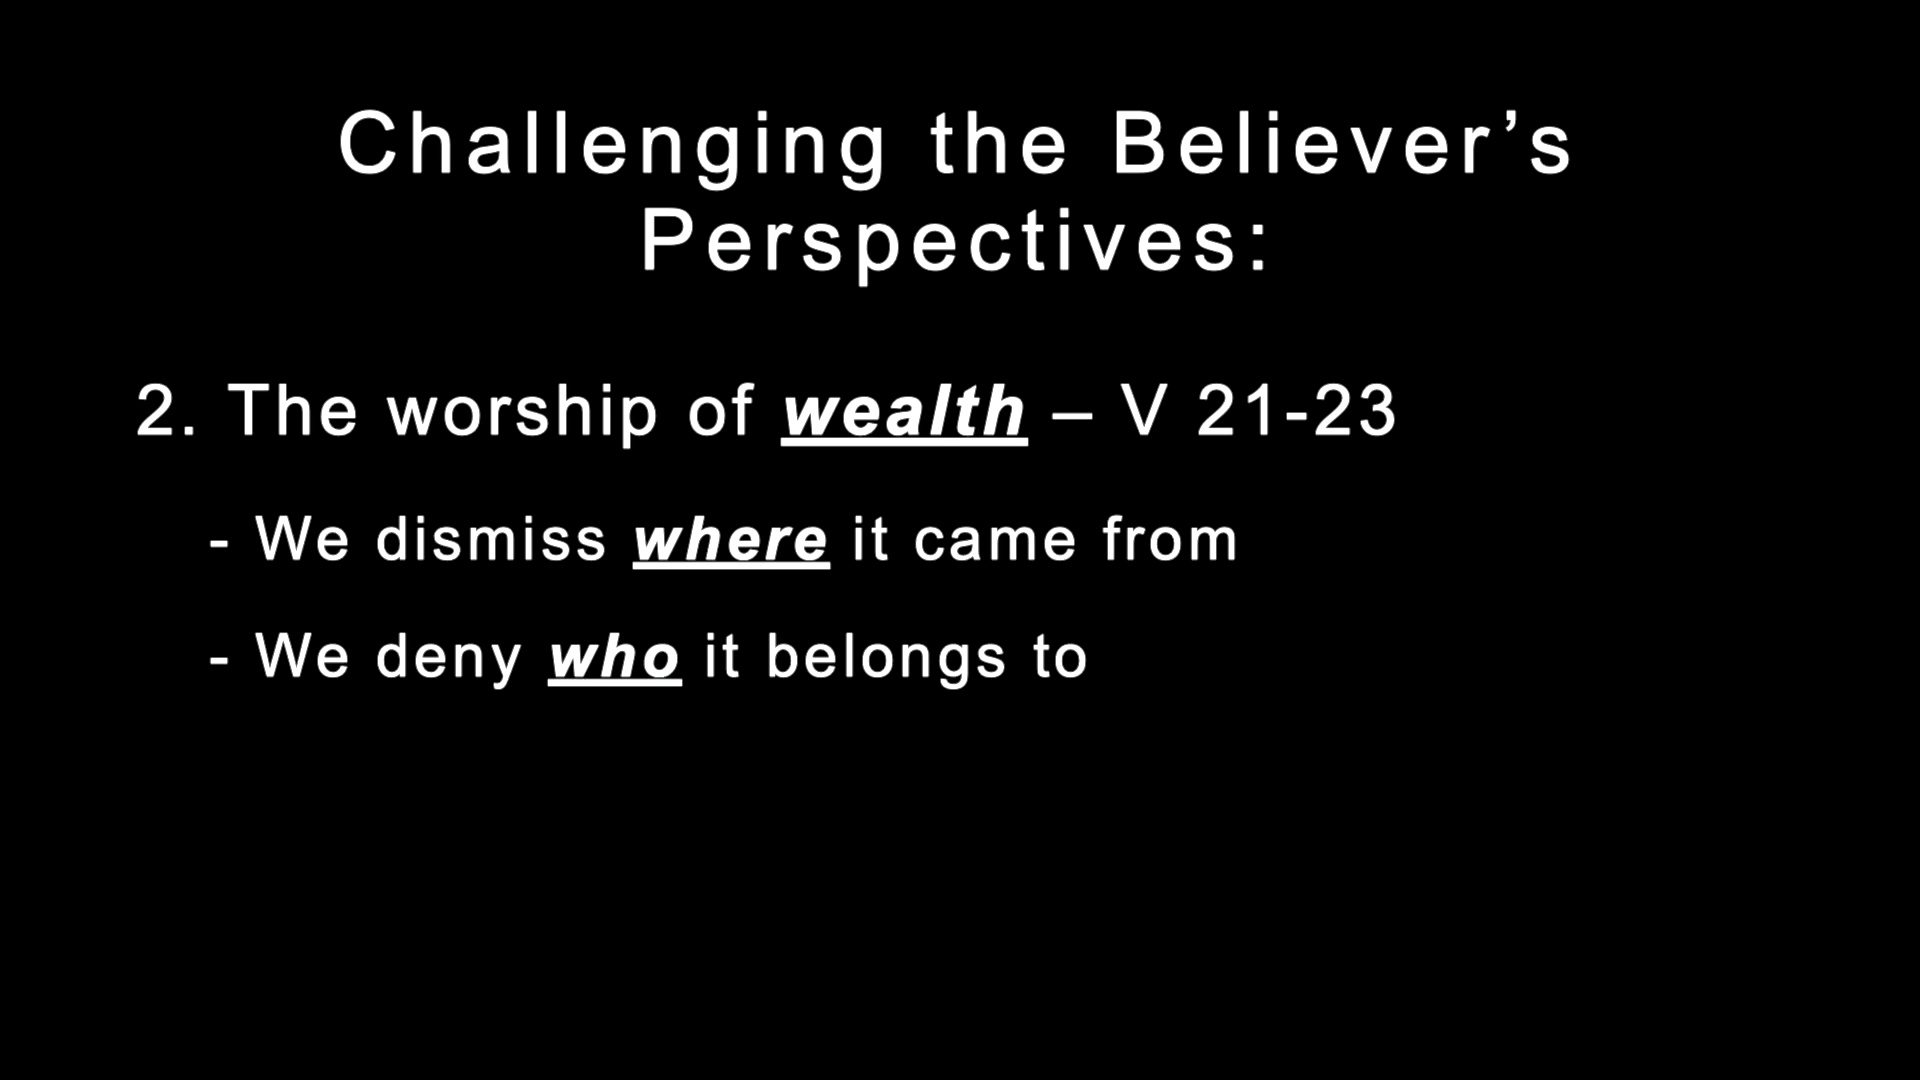 Challenging the Believer’s
Perspectives:
2. The worship of wealth – V 21-23
- We dismiss where it came from
- We deny who it belongs to